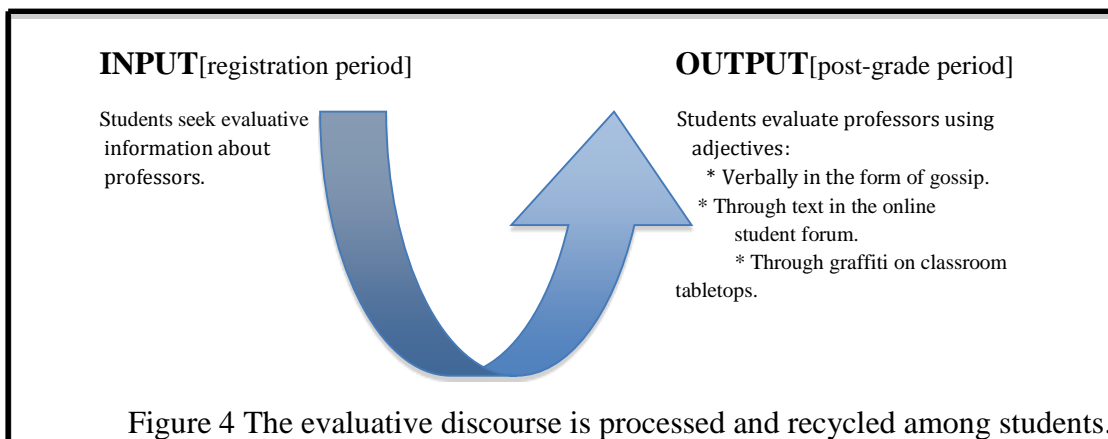 INPUT[registration period]
Students seek evaluative
information about
professors.
OUTPUT[post-grade period]
Students evaluate professors using
adjectives:
* Verbally in the form of gossip.
* Through text in the online
student forum.
* Through graffiti on classroom
tabletops.
Figure 4 The evaluative discourse is processed and recycled among students.